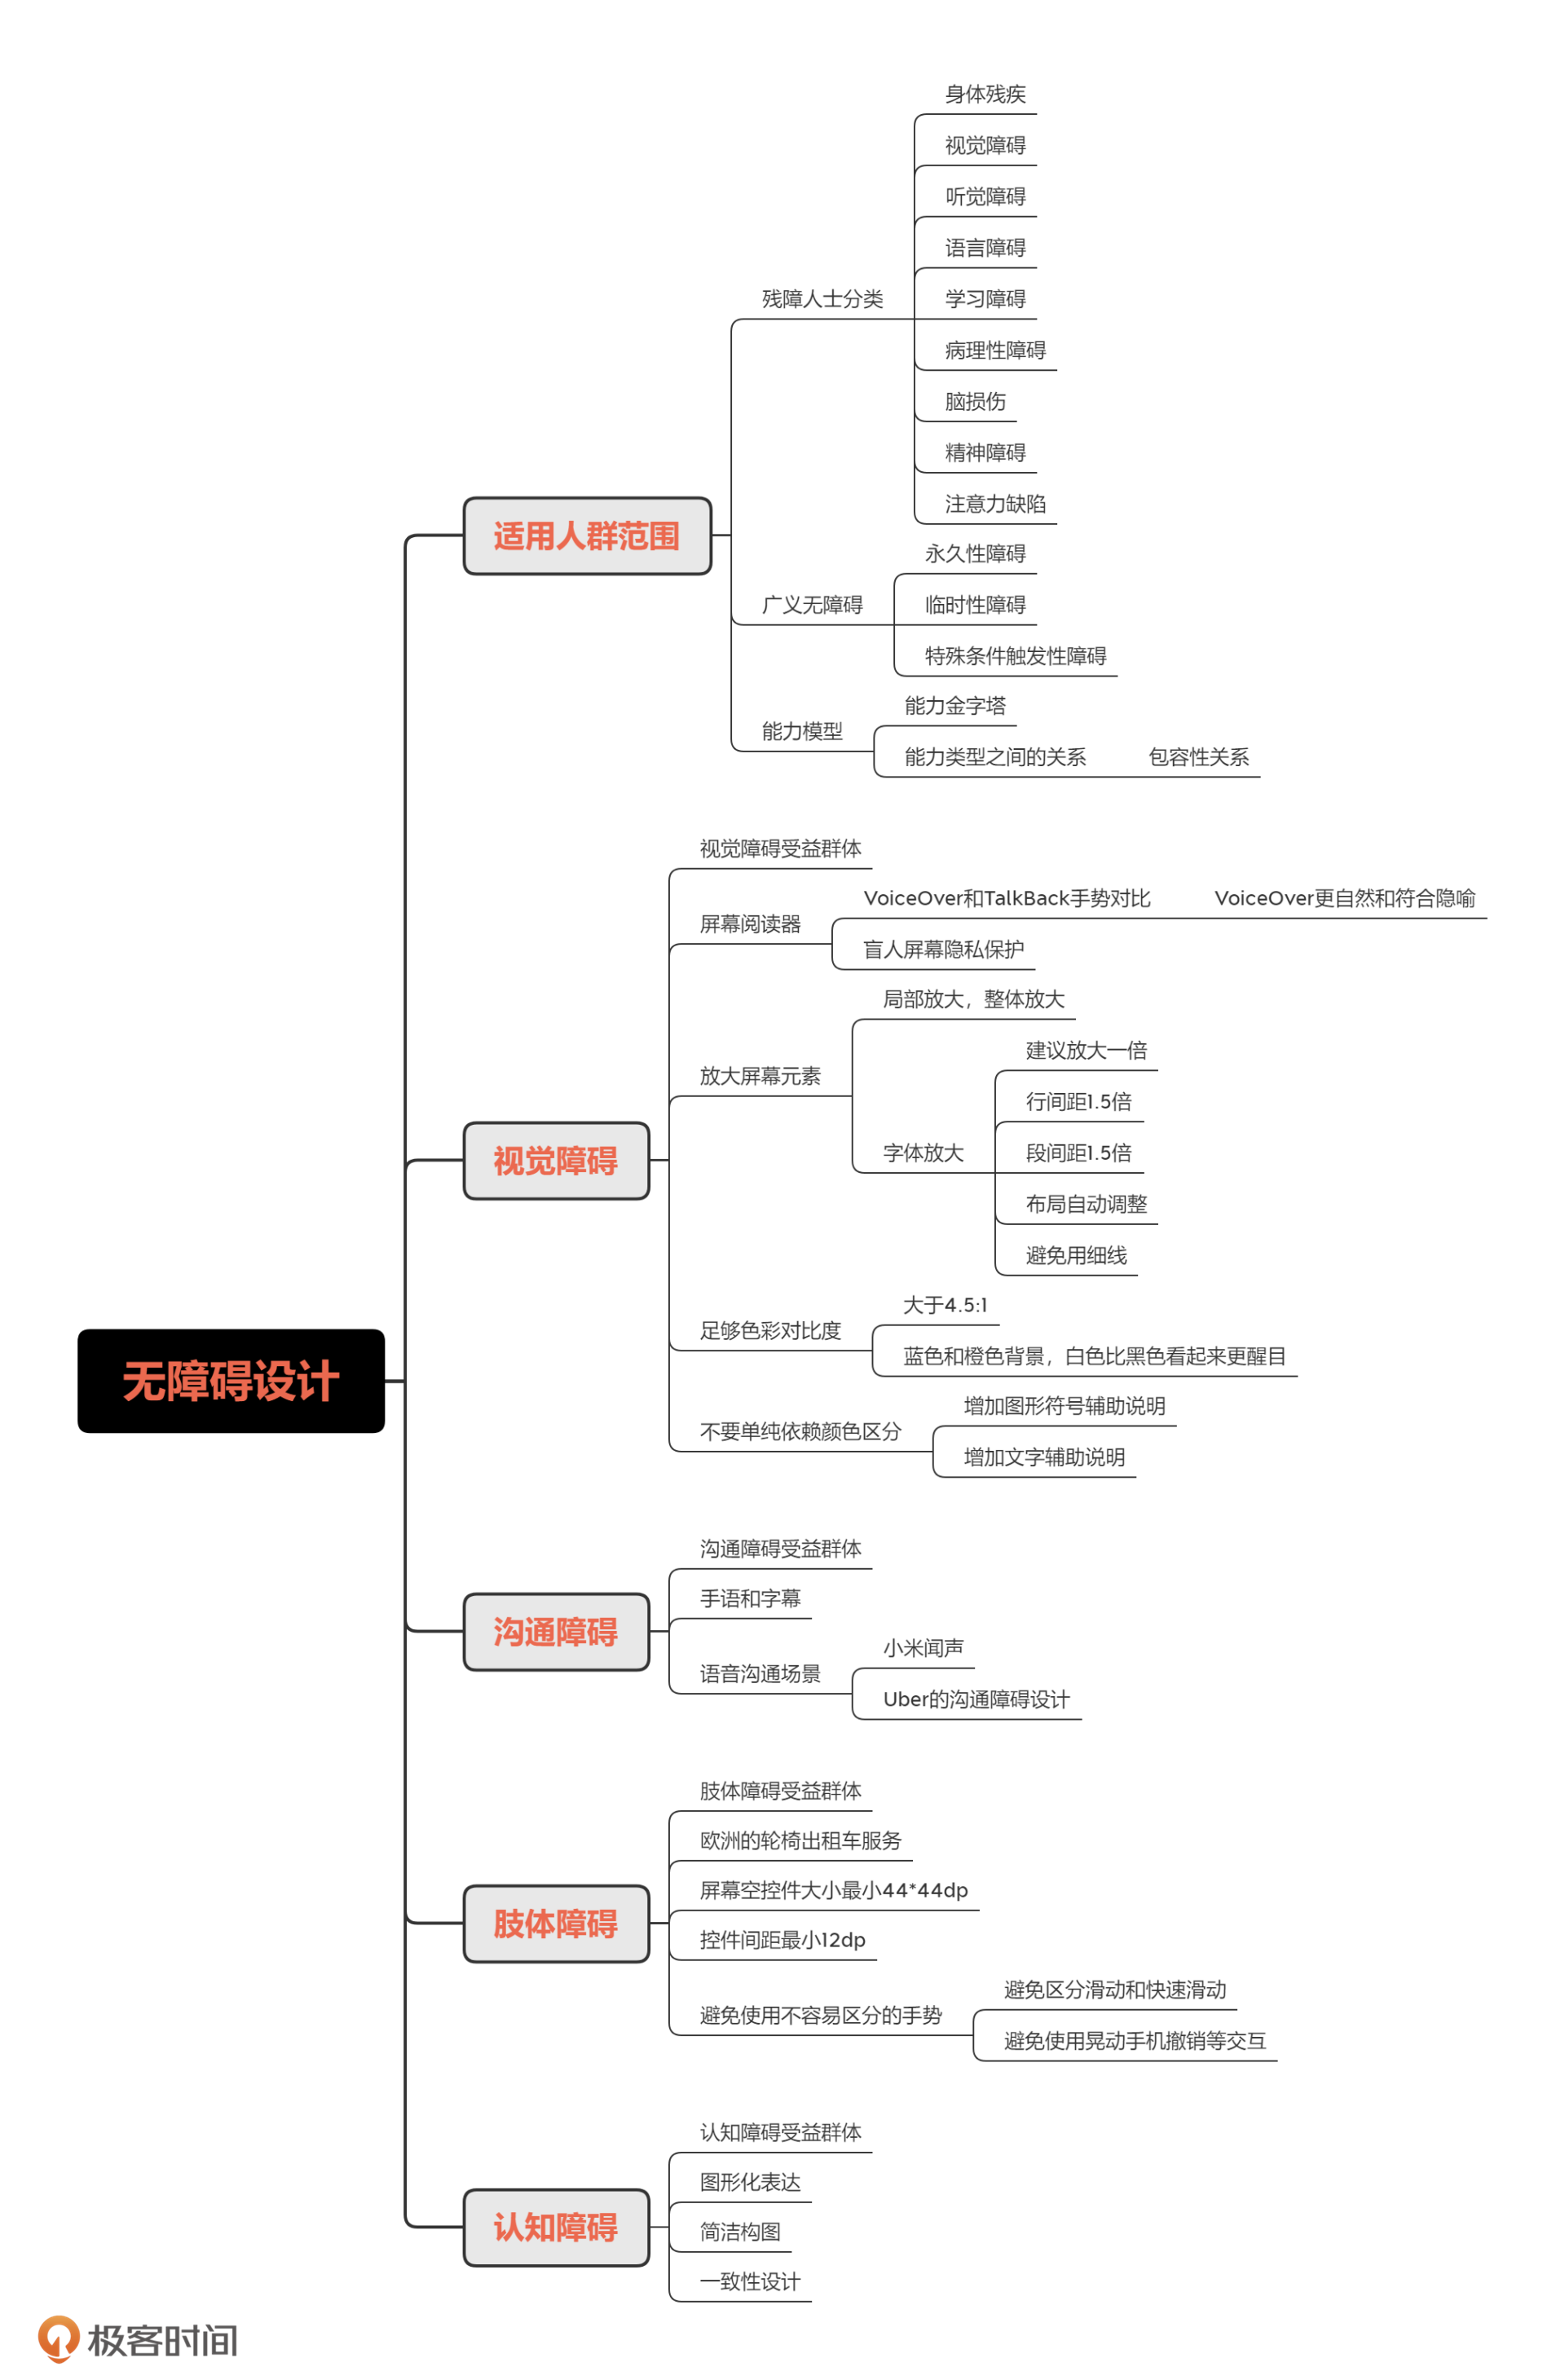 无障碍设计
适用人群范围
残障人士分类
身体残疾
视觉障碍
听觉障碍
语言障碍
学习障碍
病理性障碍
脑损伤
精神障碍
注意力缺陷
广义无障碍
永久性障碍
临时性障碍
特殊条件触发性障碍
能力模型
能力金字塔
能力类型之间的关系
包容性关系
视觉障碍
视觉障碍受益群体
屏幕阅读器
VoiceOver和TalkBack手势对比
VoiceOver更自然和符合隐喻
盲人屏幕隐私保护
放大屏幕元素
局部放大，整体放大
字体放大
建议放大一倍
行间距1.5倍
段间距1.5倍
布局自动调整
避免用细线
足够色彩对比度
大于4.5:1
蓝色和橙色背景，白色比黑色看起来更醒目
不要单纯依赖颜色区分
增加图形符号辅助说明
增加文字辅助说明
沟通障碍
沟通障碍受益群体
手语和字幕
语音沟通场景
小米闻声
Uber的沟通障碍设计
肢体障碍
肢体障碍受益群体
欧洲的轮椅出租车服务
屏幕空控件大小最小44*44dp
控件间距最小12dp
避免使用不容易区分的手势
避免区分滑动和快速滑动
避免使用晃动手机撤销等交互
认知障碍
认知障碍受益群体
图形化表达
简洁构图
一致性设计
极客时间